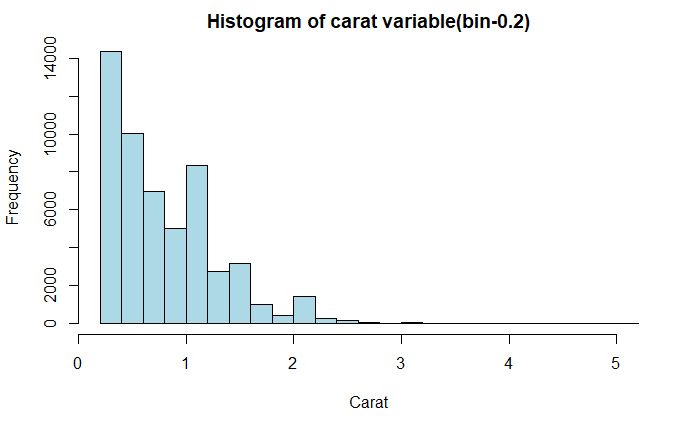 Histogram of carat variable(bin-0.2)
Frequency
14000
10000
6000
2000
0
0 1 2 3 4 5
Carat